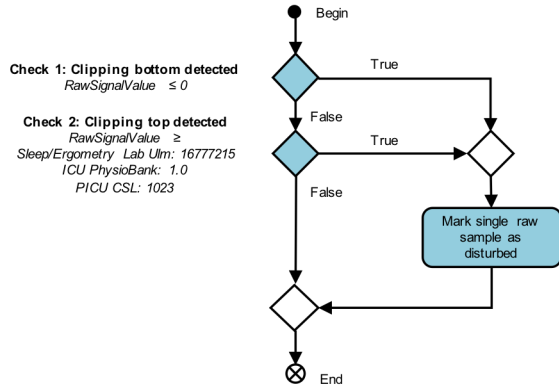 Begin
Check 1: Clipping bottom detected
RawSignalValue ≤ 0
True
False
Check 2: Clipping top detected
RawSignalValue ≥
Sleep/Ergometry Lab Ulm: 16777215
ICU PhysioBank: 1.0
PICU CSL: 1023
True
False
Mark single raw
sample as
disturbed
End